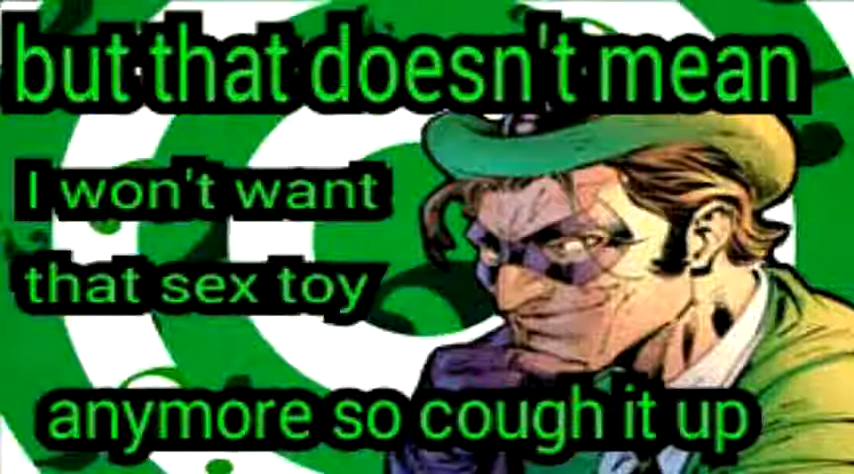 but that doesn't mean
I won't want
that sex toy
anymore so cough it up